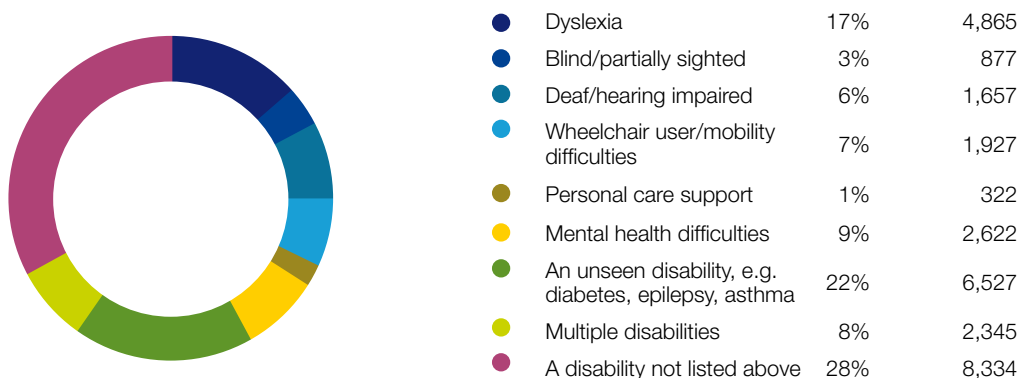 Dyslexia 17% 4,865
Blind/partially sighted 3% 877
Deaf/hearing impaired 6% 1,657
Wheelchair user/mobility
difficulties 7% 1,927
Personal care support 1% 322
Mental health difficulties 9% 2,622
An unseen disability, e.g.
diabetes, epilepsy, asthma 22% 6,527
Multiple disabilities 8% 2,345
A disability not listed above 28% 8,334